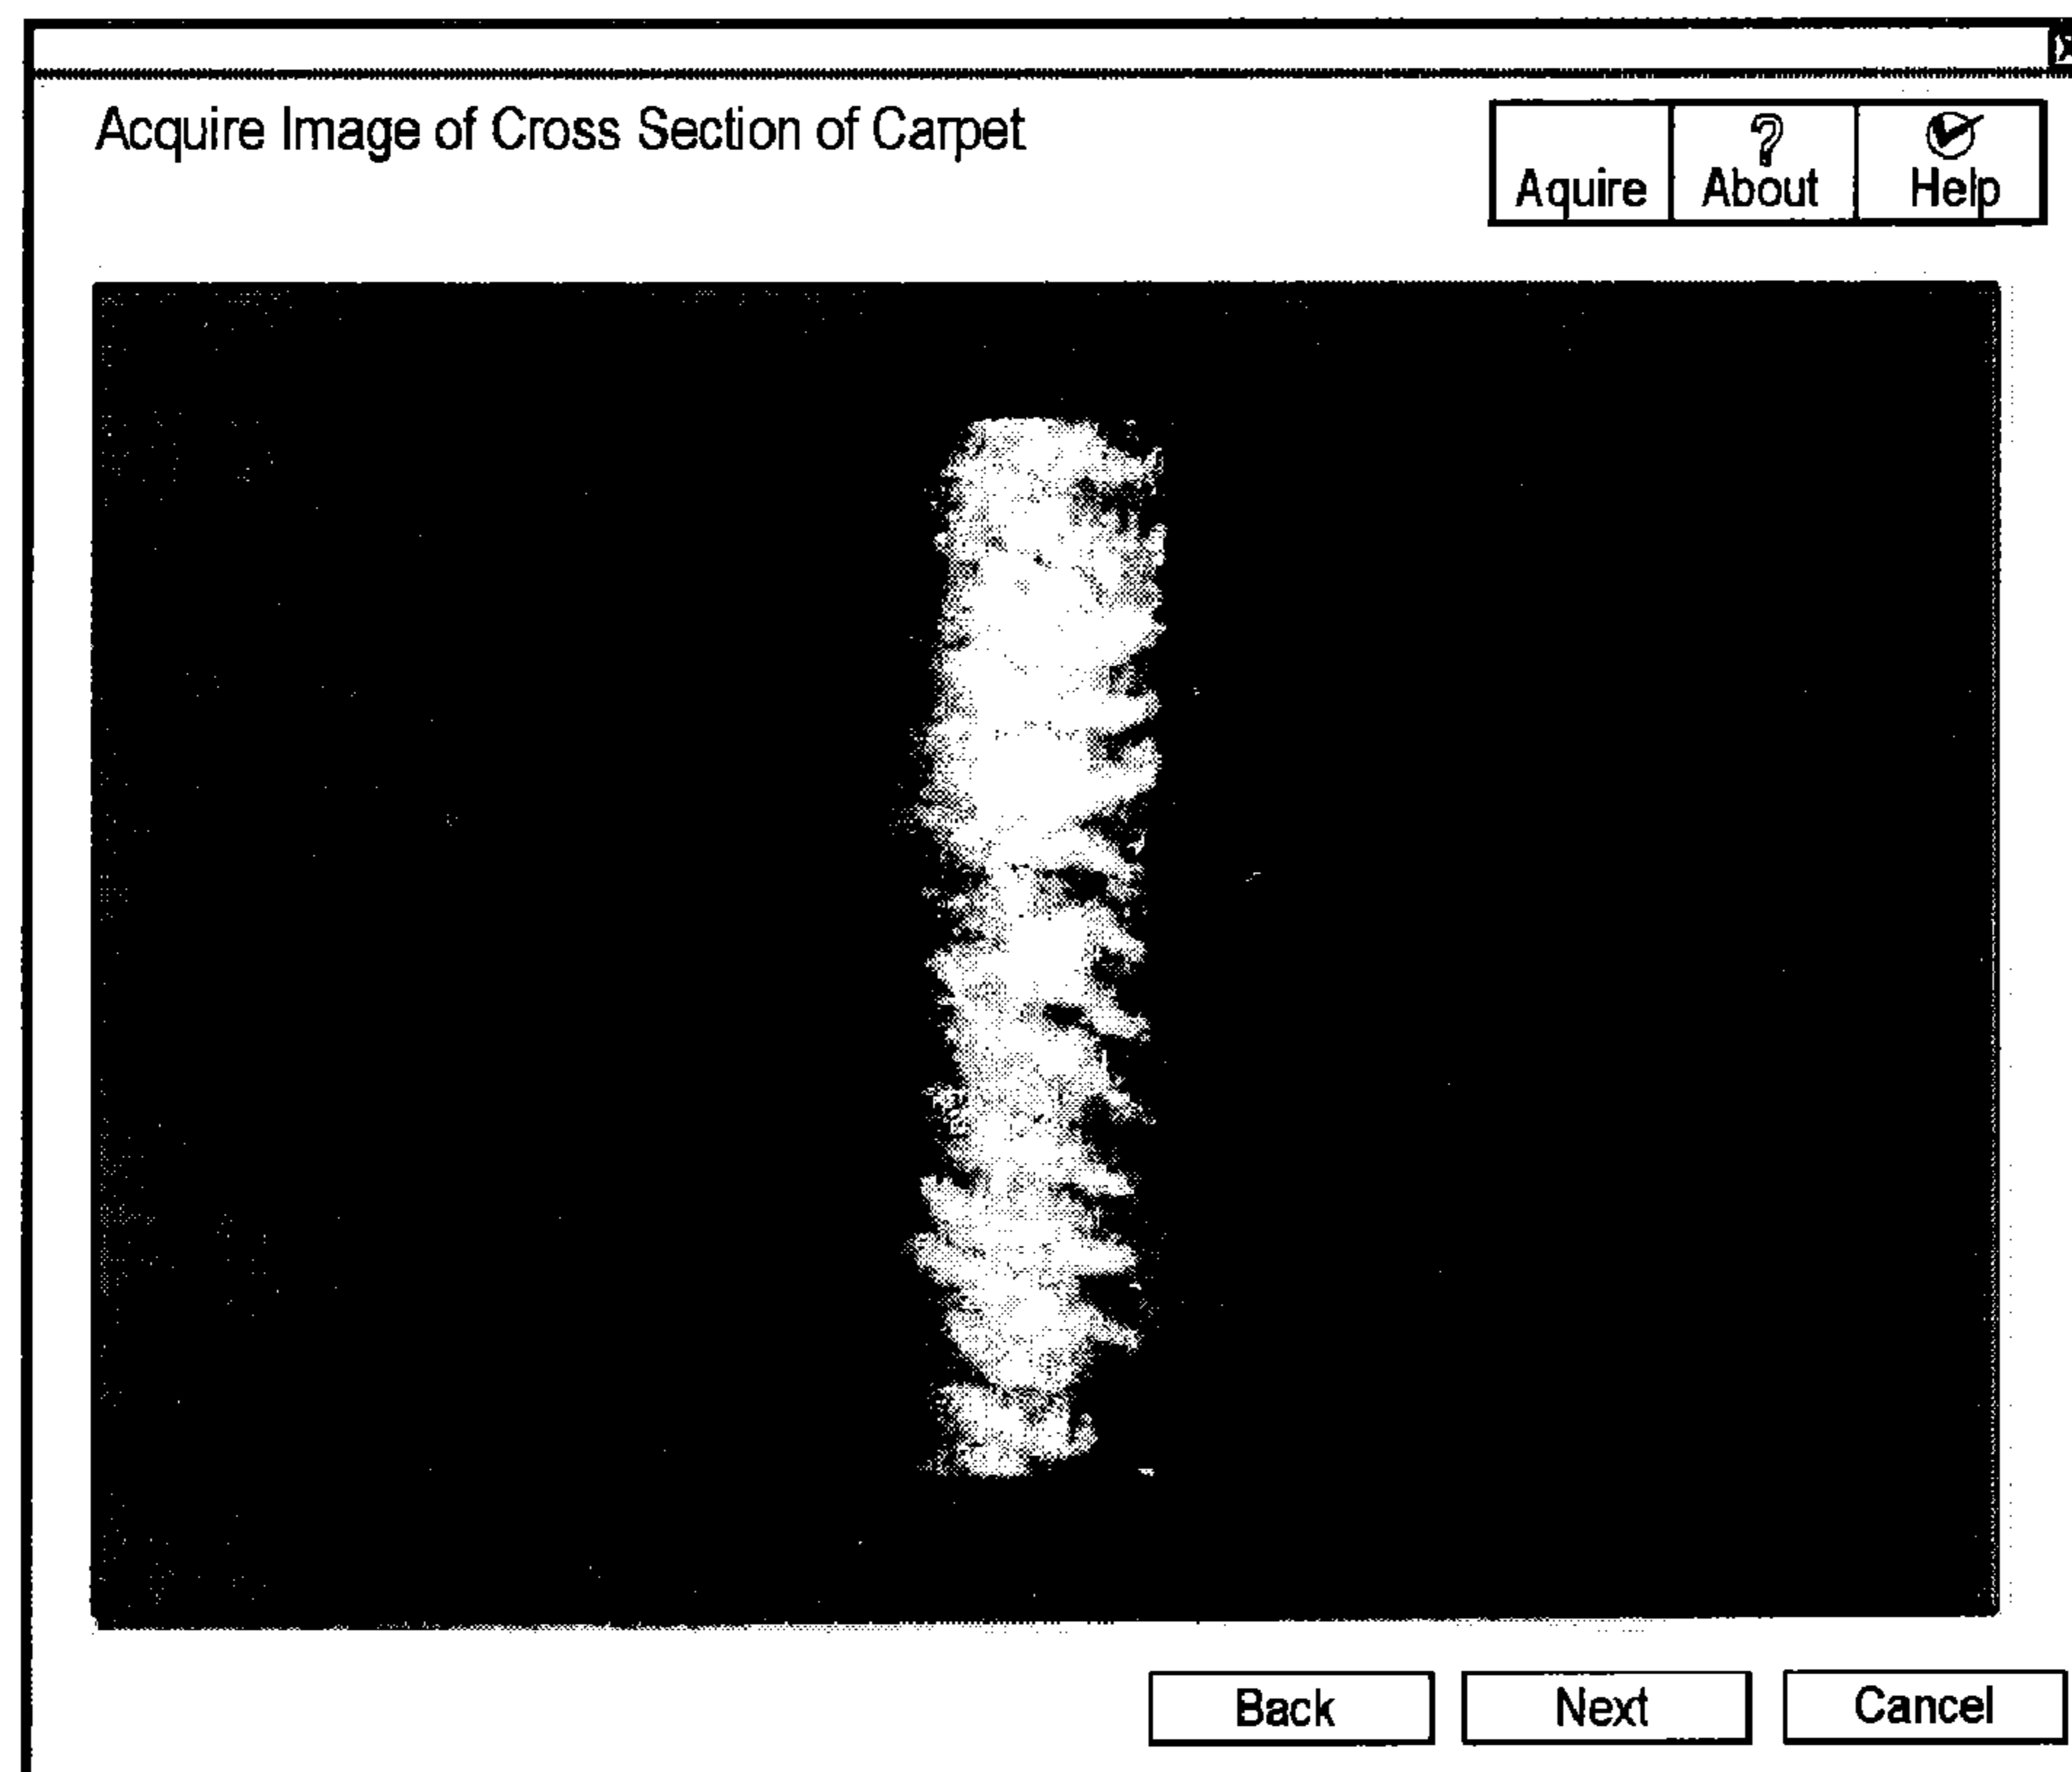 Acquire Image of Cross Section of Carpet
Aquire
?
About
Help
Back
Next
Cancel